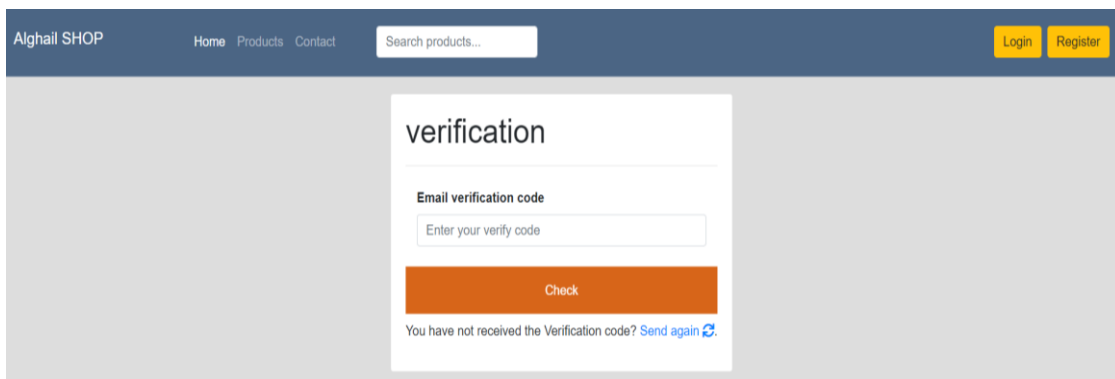 Alghail SHOP Home Products Contact Search products... Login Register
verification
Email verification code
Enter your verify code
Check
You have not received the Verification code? Send again .